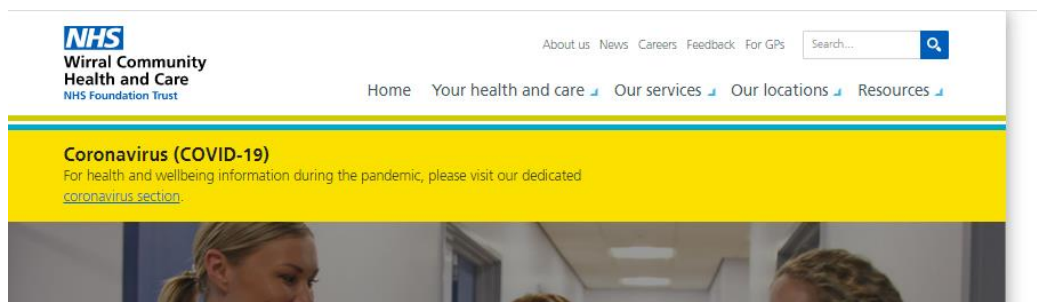 NHS
Wirral Community
Health and Care
NHS Foundation Trust
About us News Careers Feedback For GPs Search...
Home Your health and care Our services Our locations Resources
Coronavirus (COVID-19)
For health and wellbeing information during the pandemic, please visit our dedicated
coronavirus section.